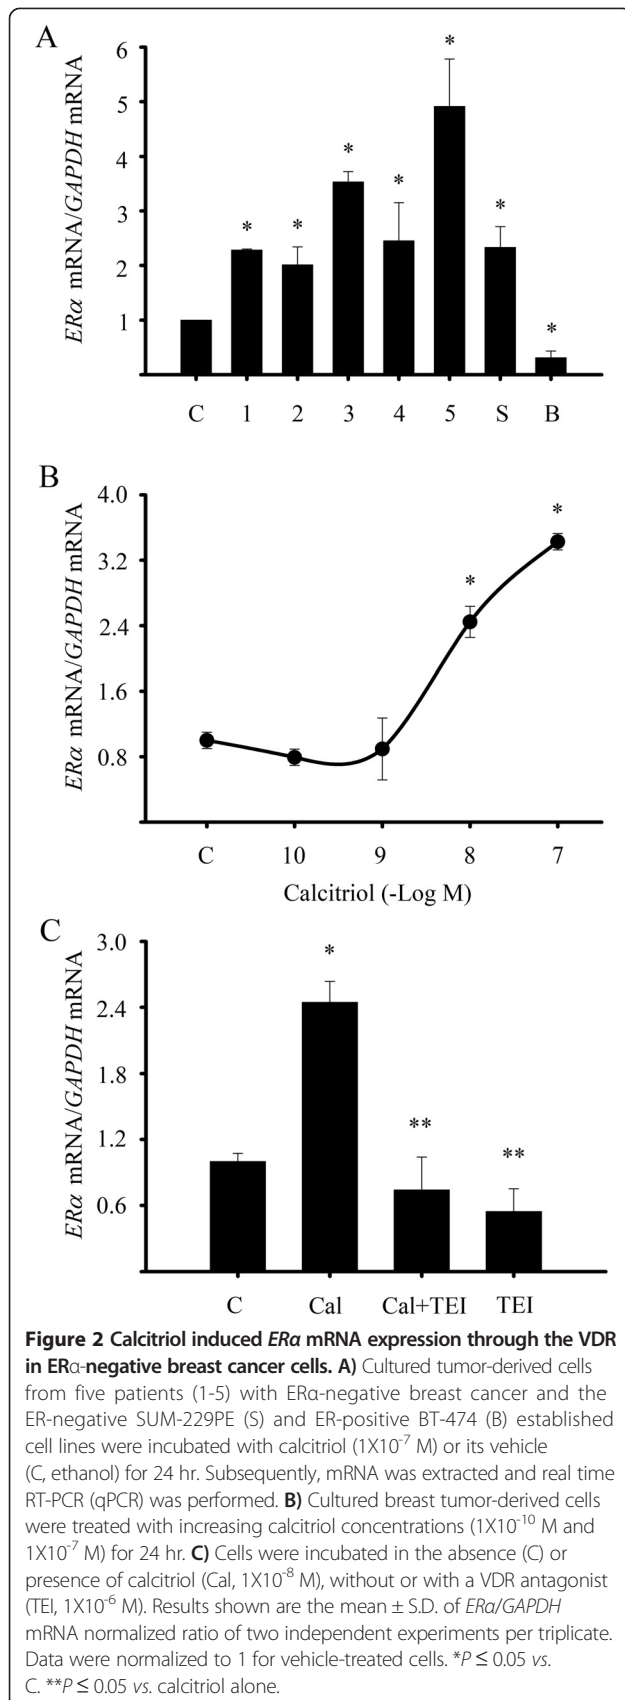 A
ERα mRNA/GAPDH mRNA
6
5
4
3
2
1
* * * * * * *
C 1 2 3 4 5 S B
B
ERα mRNA/GAPDH mRNA
4.0
3.2
2.4
1.6
0.8
* *
C 10 9 8 7
Calcitriol (-Log M)
C
ERα mRNA/GAPDH mRNA
3.0
2.4
1.8
1.2
0.6
* ** **
C Cal Cal+TEI TEI
Figure 2 Calcitriol induced ERα mRNA expression through the VDR
in ERα-negative breast cancer cells. A) Cultured tumor-derived cells
from five patients (1-5) with ERα-negative breast cancer and the
ER-negative SUM-229PE (S) and ER-positive BT-474 (B) established
cell lines were incubated with calcitriol (1X10⁻⁷ M) or its vehicle
(C, ethanol) for 24 hr. Subsequently, mRNA was extracted and real time
RT-PCR (qPCR) was performed. B) Cultured breast tumor-derived cells
were treated with increasing calcitriol concentrations (1X10⁻¹⁰ M and
1X10⁻⁷ M) for 24 hr. C) Cells were incubated in the absence (C) or
presence of calcitriol (Cal, 1X10⁻⁸ M), without or with a VDR antagonist
(TEI, 1X10⁻⁶ M). Results shown are the mean ± S.D. of ERα/GAPDH
mRNA normalized ratio of two independent experiments per triplicate.
Data were normalized to 1 for vehicle-treated cells. *P ≤ 0.05 vs.
C. **P ≤ 0.05 vs. calcitriol alone.